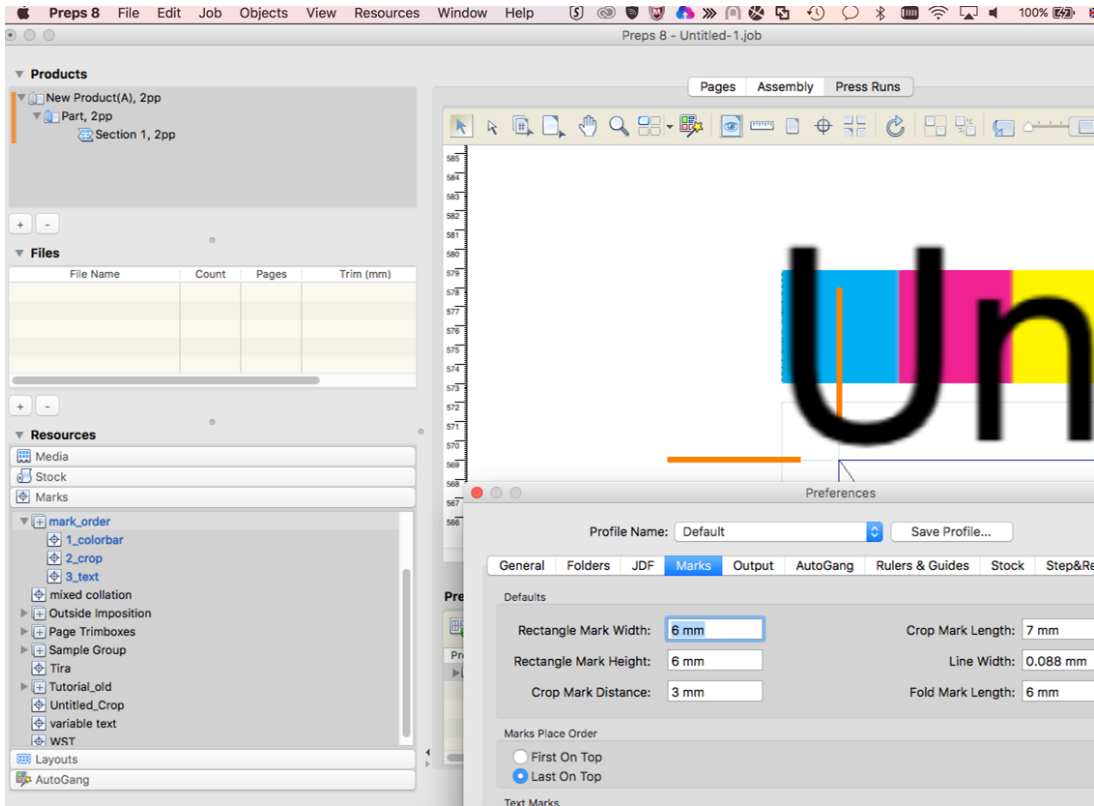 Preps 8 File Edit Job Objects View Resources Window Help 100%
Preps 8 - Untitled-1.job
Products
New Product(A), 2pp
Part, 2pp
Section 1, 2pp
+ -
Files
File Name Count Pages Trim (mm)
+ -
Resources
Media
Stock
Marks
mark_order
1_colorbar
2_crop
3_text
mixed collation
Outside Imposition
Page Trimboxes
Sample Group
Tira
Tutorial_old
Untitled_Crop
variable text
WST
Layouts
AutoGang
Pages Assembly Press Runs
585
584
583
582
581
580
579
578
577
576
575
574
573
572
571
570
569
568
567
566
Un
Pre
Pr
Preferences
Profile Name: Default Save Profile...
General Folders JDF Marks Output AutoGang Rulers & Guides Stock Step&Re
Defaults
Rectangle Mark Width: 6 mm Crop Mark Length: 7 mm
Rectangle Mark Height: 6 mm Line Width: 0.088 mm
Crop Mark Distance: 3 mm Fold Mark Length: 6 mm
Marks Place Order
First On Top
Last On Top
Text Marks